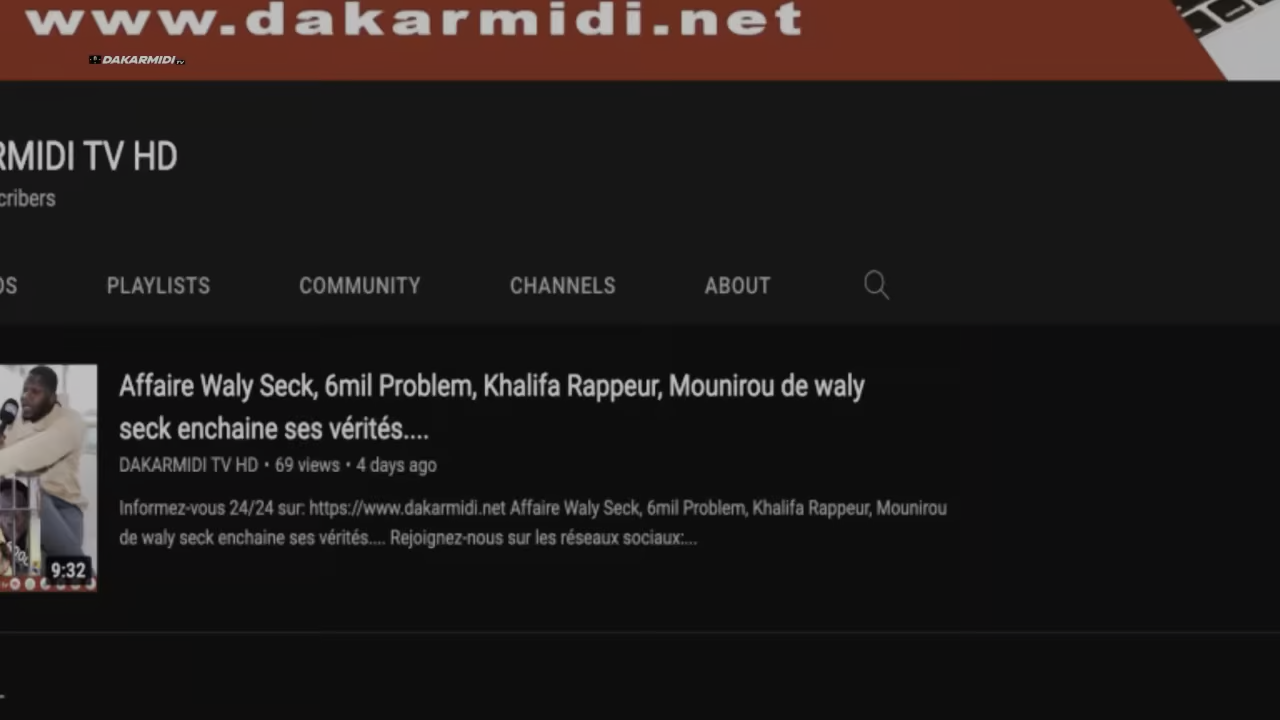 www.dakarmidi.net
DAKARMIDI TV
RMIDI TV HD
cribers
OS
PLAYLISTS
COMMUNITY
CHANNELS
ABOUT
Affaire Waly Seck, 6mil Problem, Khalifa Rappeur, Mounirou de waly
seck enchaine ses vérités....
DAKARMIDI TV HD • 69 views • 4 days ago
Informez-vous 24/24 sur: https://www.dakarmidi.net Affaire Waly Seck, 6mil Problem, Khalifa Rappeur, Mounirou
de waly seck enchaine ses vérités.... Rejoignez-nous sur les réseaux sociaux:...
9:32